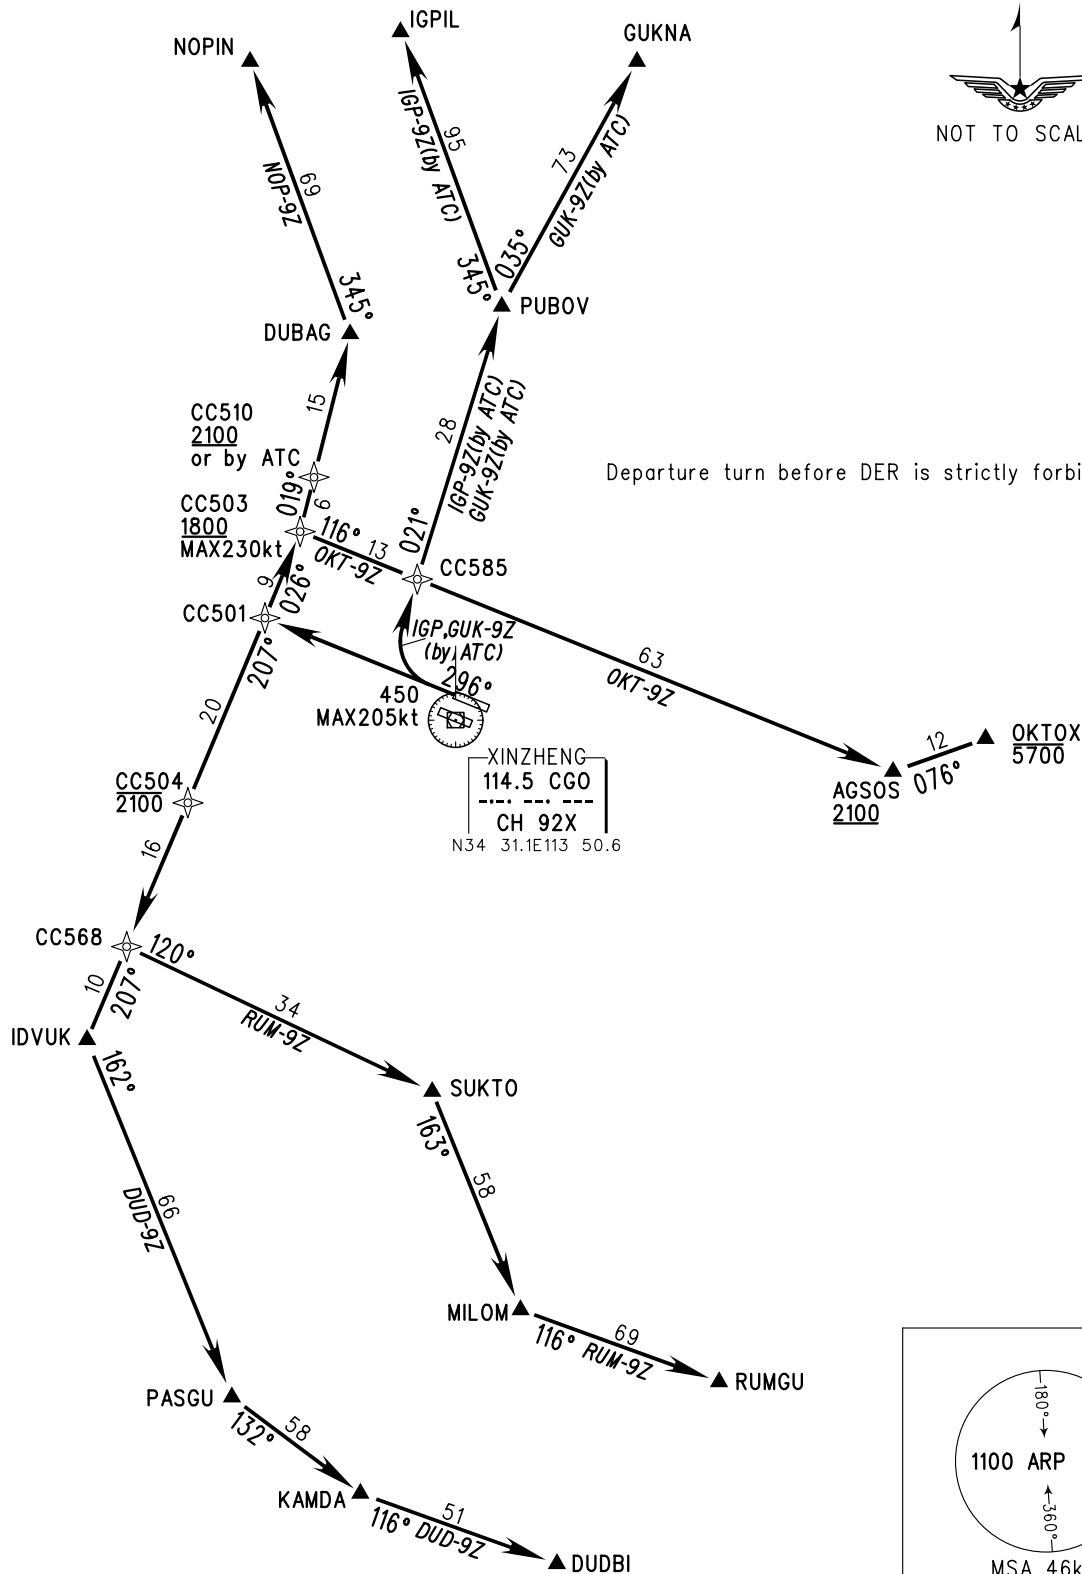 IGPIL
NOPIN
GUKNA
NOT TO SCAL
95
IGP-9Z(by ATC)
73
GUK-9Z(by ATC)
69
NOP-9Z
345°
035°
345°
PUBOV
DUBAG
15
CC510
2100
or by ATC
28
IGP-9Z(by ATC)
GUK-9Z(by ATC)
Departure turn before DER is strictly forbi
019°
6
CC503
1800
MAX230kt
116°
13
OKT-9Z
021°
CC585
9
026°
CC501
207°
IGP,GUK-9Z
(by ATC)
296°
63
OKT-9Z
450
MAX205kt
20
12
076°
OKTOX
5700
XINZHENG
114.5 CGO
-·-· --· ---
CH 92X
N34 31.1E113 50.6
AGSOS
2100
CC504
2100
16
CC568
120°
10
207°
34
RUM-9Z
IDVUK
162°
SUKTO
163°
58
66
DUD-9Z
MILOM
69
116° RUM-9Z
RUMGU
PASGU
58
132°
180°
1100 ARP
360°
KAMDA
51
116° DUD-9Z
DUDBI
MSA 46k